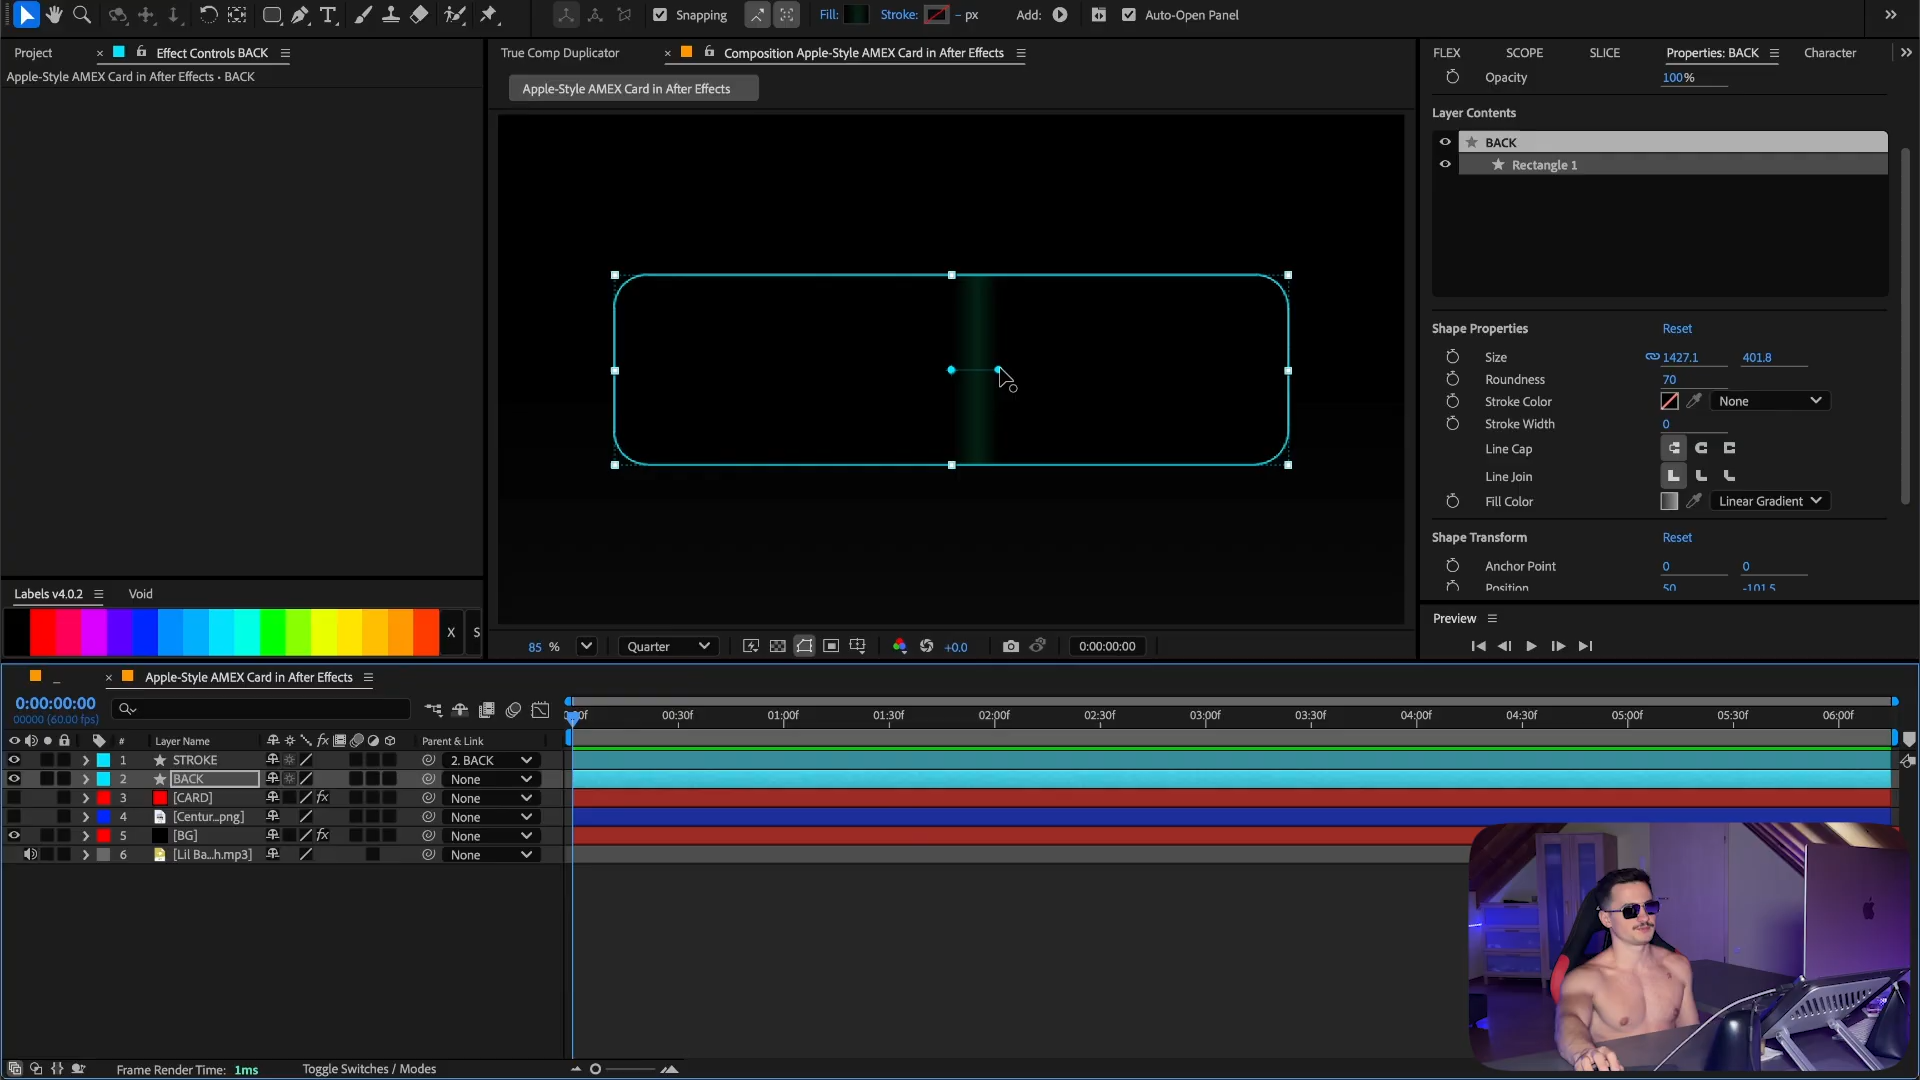 Snapping
Fill:
Stroke:
– px
Add:
Auto-Open Panel
Project
Effect Controls BACK
True Comp Duplicator
Composition Apple-Style AMEX Card in After Effects
FLEX
SCOPE
SLICE
Properties: BACK
Character
Apple-Style AMEX Card in After Effects • BACK
Apple-Style AMEX Card in After Effects
Opacity
100%
Layer Contents
BACK
Rectangle 1
Shape Properties
Reset
Size
1427.1
401.8
Roundness
70
Stroke Color
None
Stroke Width
0
Line Cap
Line Join
Fill Color
Linear Gradient
Shape Transform
Reset
Anchor Point
0
0
Position
50
-101.5
Labels v4.0.2
Void
X
S
85 %
Quarter
+0.0
0:00:00:00
Preview
Apple-Style AMEX Card in After Effects
0:00:00:00
00000 (60.00 fps)
00:30f
01:00f
01:30f
02:00f
02:30f
03:00f
03:30f
04:00f
04:30f
05:00f
05:30f
06:00f
#
Layer Name
fx
Parent & Link
1
STROKE
2. BACK
2
BACK
None
3
[CARD]
fx
None
4
[Centur...png]
None
5
[BG]
fx
None
6
[Lil Ba...h.mp3]
None
Frame Render Time: 1ms
Toggle Switches / Modes